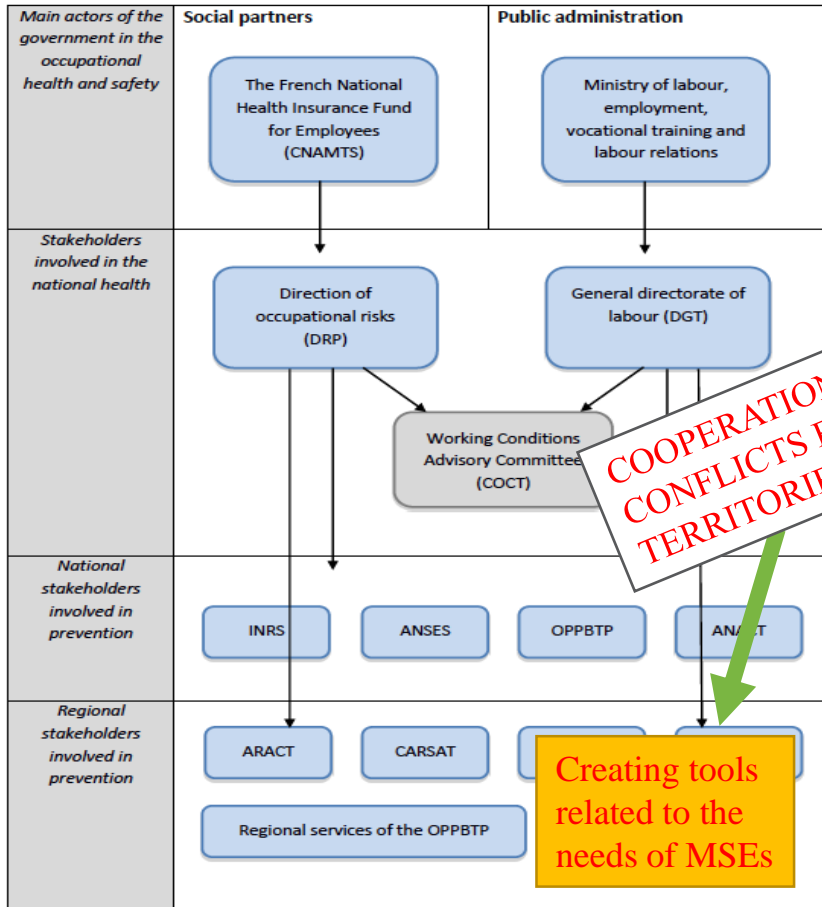 Main actors of the
government in the
occupational
health and safety
Social partners
Public administration
The French National
Health Insurance Fund
for Employees
(CNAMTS)
Ministry of labour,
employment,
vocational training and
labour relations
Stakeholders
involved in the
national health
Direction of
occupational risks
(DRP)
General directorate of
labour (DGT)
Working Conditions
Advisory Committee
(COCT)
COOPERATION
CONFLICTS
National
stakeholders
involved in
prevention
INRS
ANSES
OPPBTP
ANACT
Regional
stakeholders
involved in
prevention
ARACT
CARSAT
Regional services of the OPPBTP
Creating tools
related to the
needs of MSEs